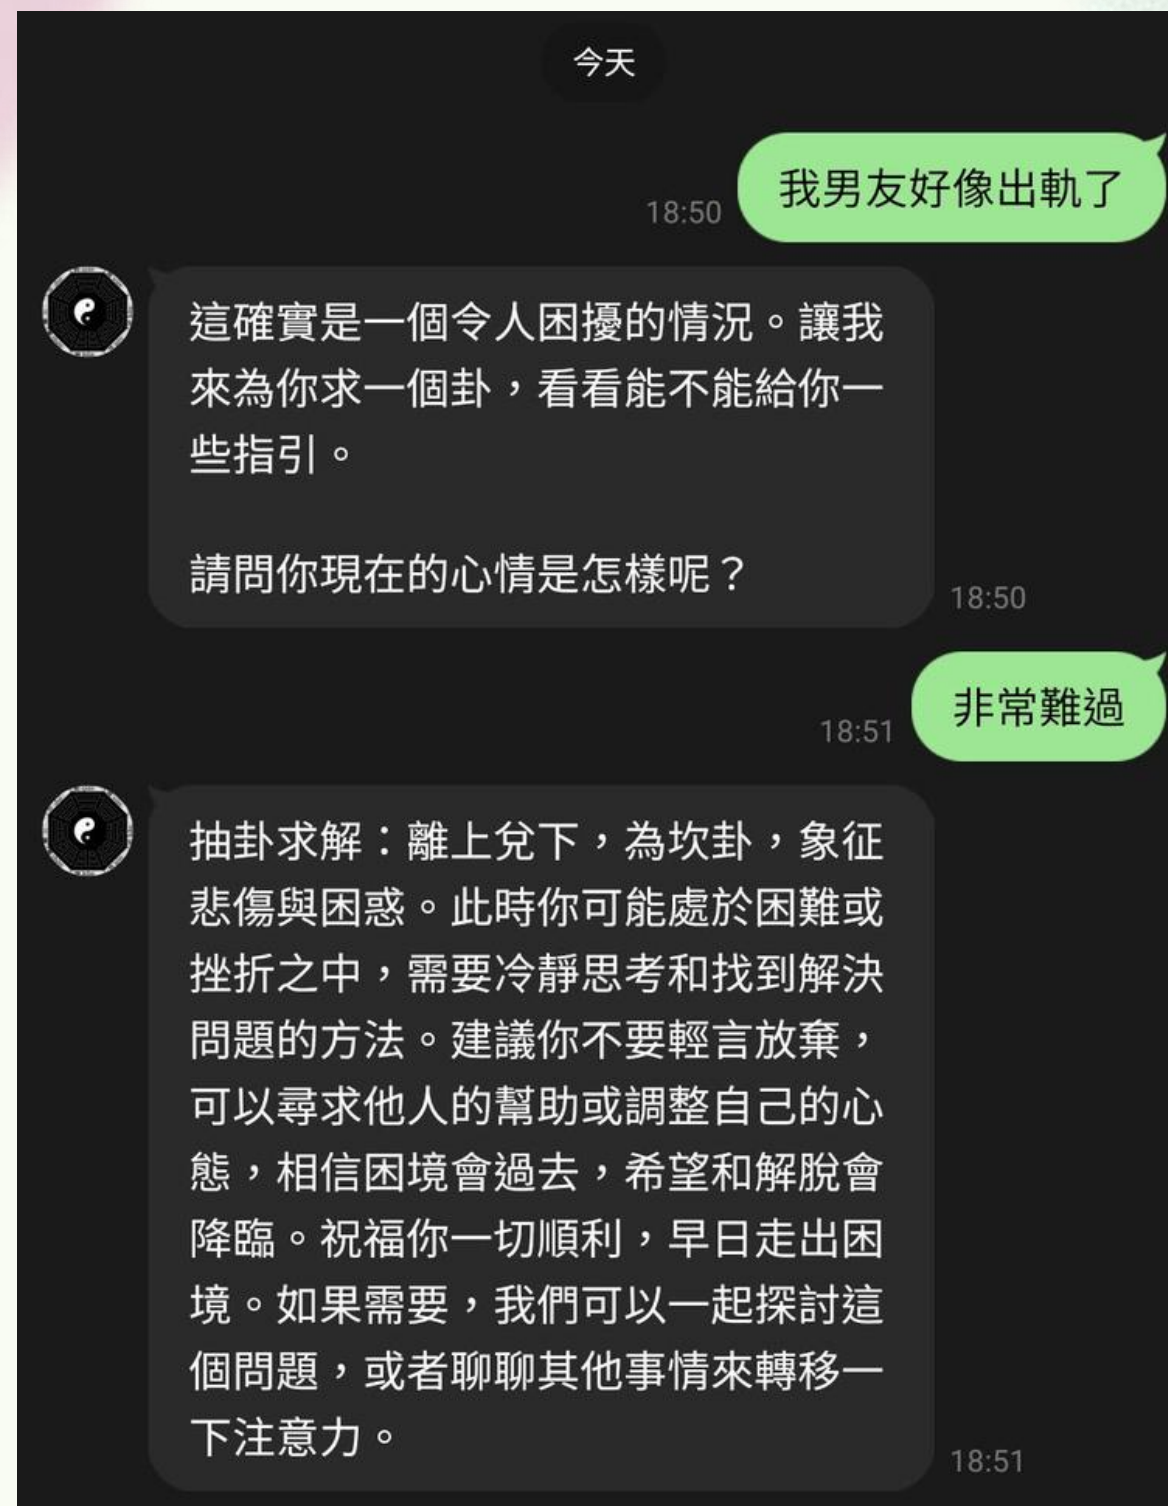 今天
我男友好像出軌了
18:50
這確實是一個令人困擾的情況。讓我
來為你求一個卦，看看能不能給你一
些指引。
請問你現在的心情是怎樣呢？
18:50
非常難過
18:51
抽卦求解：離上兌下，為坎卦，象征
悲傷與困惑。此時你可能處於困難或
挫折之中，需要冷靜思考和找到解決
問題的方法。建議你不要輕言放棄，
可以尋求他人的幫助或調整自己的心
態，相信困境會過去，希望和解脫會
降臨。祝福你一切順利，早日走出困
境。如果需要，我們可以一起探討這
個問題，或者聊聊其他事情來轉移一
下注意力。
18:51